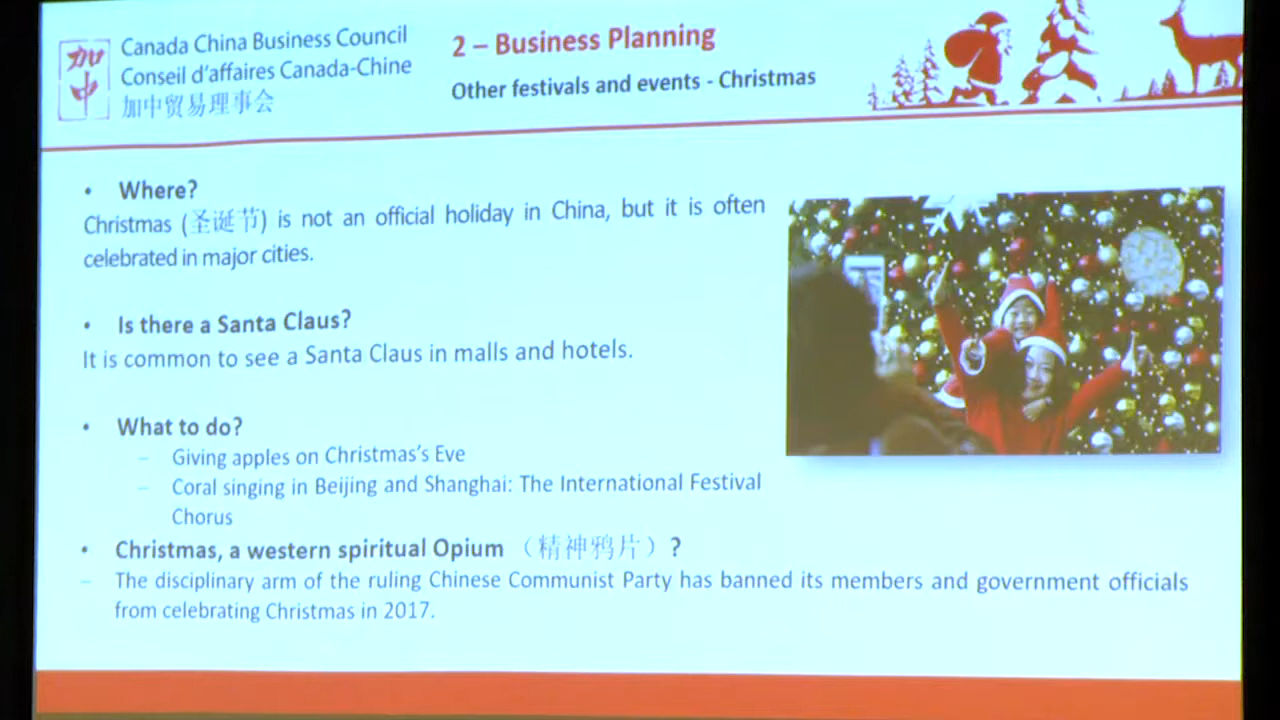 加
中
Canada China Business Council
Conseil d'affaires Canada-Chine
加中贸易理事会
2 – Business Planning
Other festivals and events - Christmas
• Where?
Christmas (圣诞节) is not an official holiday in China, but it is often
celebrated in major cities.
• Is there a Santa Claus?
It is common to see a Santa Claus in malls and hotels.
• What to do?
– Giving apples on Christmas's Eve
– Coral singing in Beijing and Shanghai: The International Festival
Chorus
• Christmas, a western spiritual Opium （精神鸦片）?
– The disciplinary arm of the ruling Chinese Communist Party has banned its members and government officials
from celebrating Christmas in 2017.